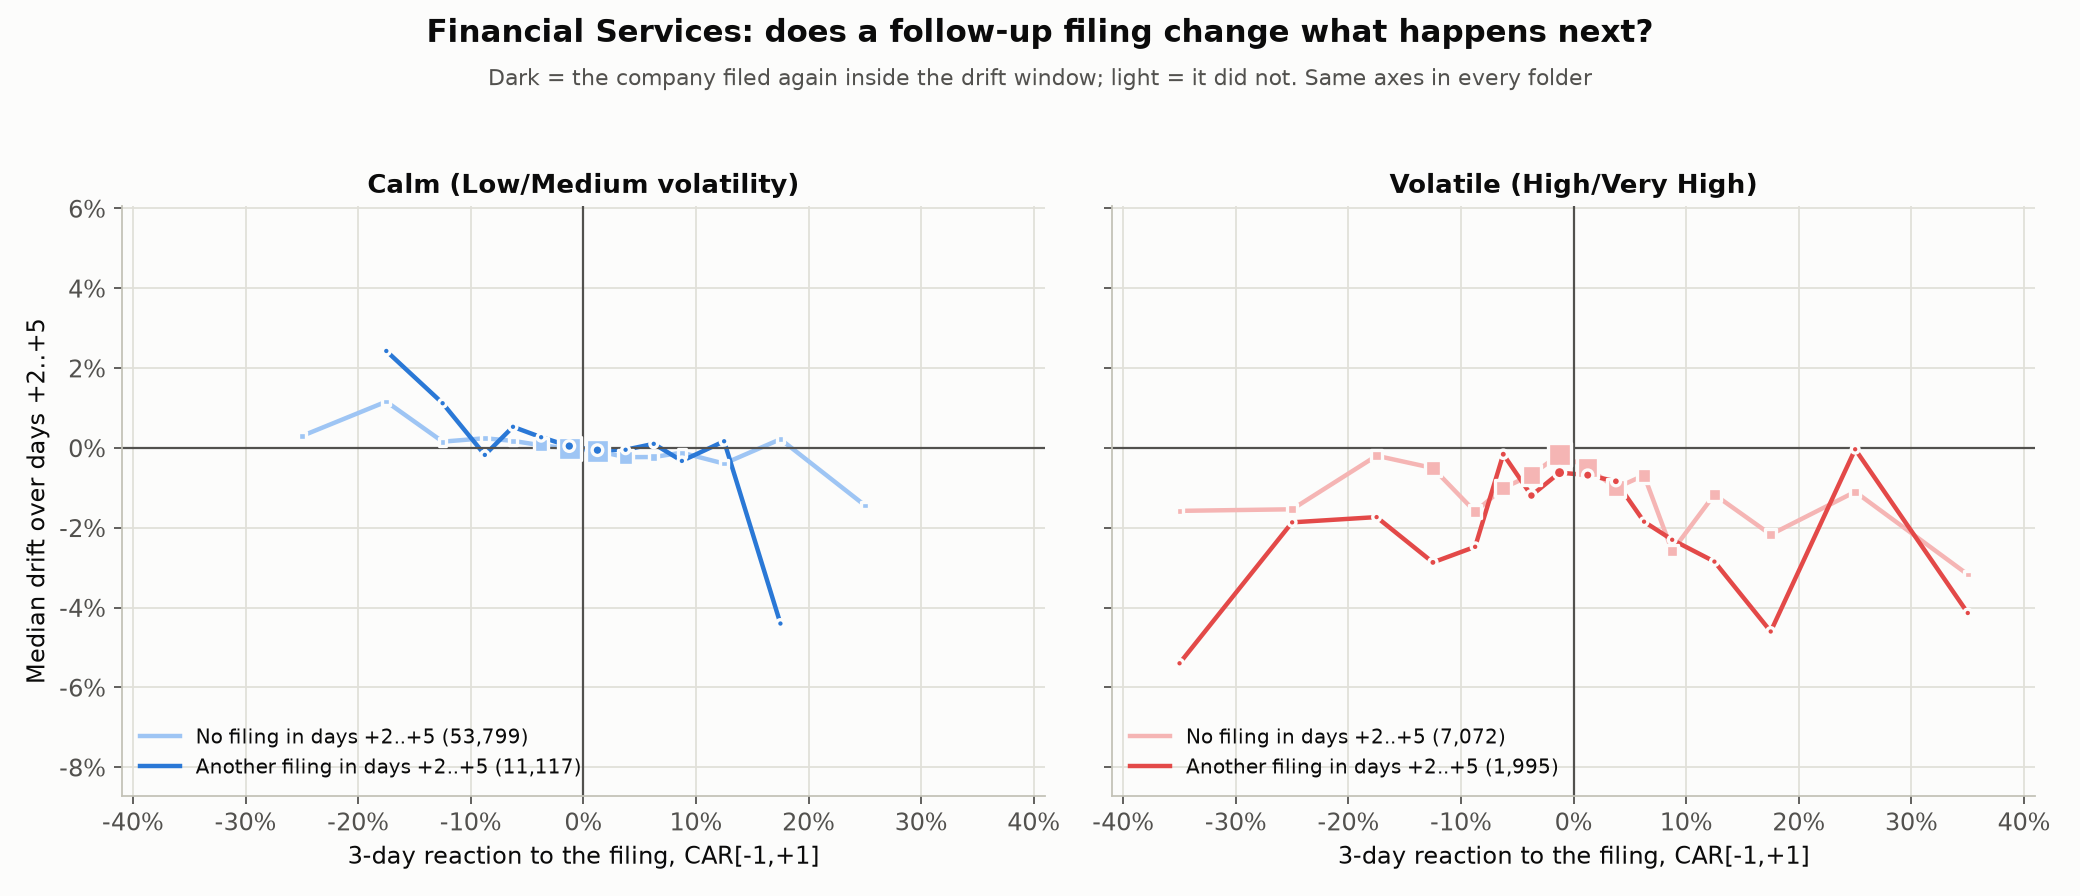 Financial Services: does a follow-up filing change what happens next?
Dark = the company filed again inside the drift window; light = it did not. Same axes in every folder
Calm (Low/Medium volatility)
Volatile (High/Very High)
Median drift over days +2..+5
6%
4%
2%
0%
-2%
-4%
-6%
-8%
No filing in days +2..+5 (53,799)
Another filing in days +2..+5 (11,117)
No filing in days +2..+5 (7,072)
Another filing in days +2..+5 (1,995)
-40% -30% -20% -10% 0% 10% 20% 30% 40%
-40% -30% -20% -10% 0% 10% 20% 30% 40%
3-day reaction to the filing, CAR[-1,+1]
3-day reaction to the filing, CAR[-1,+1]